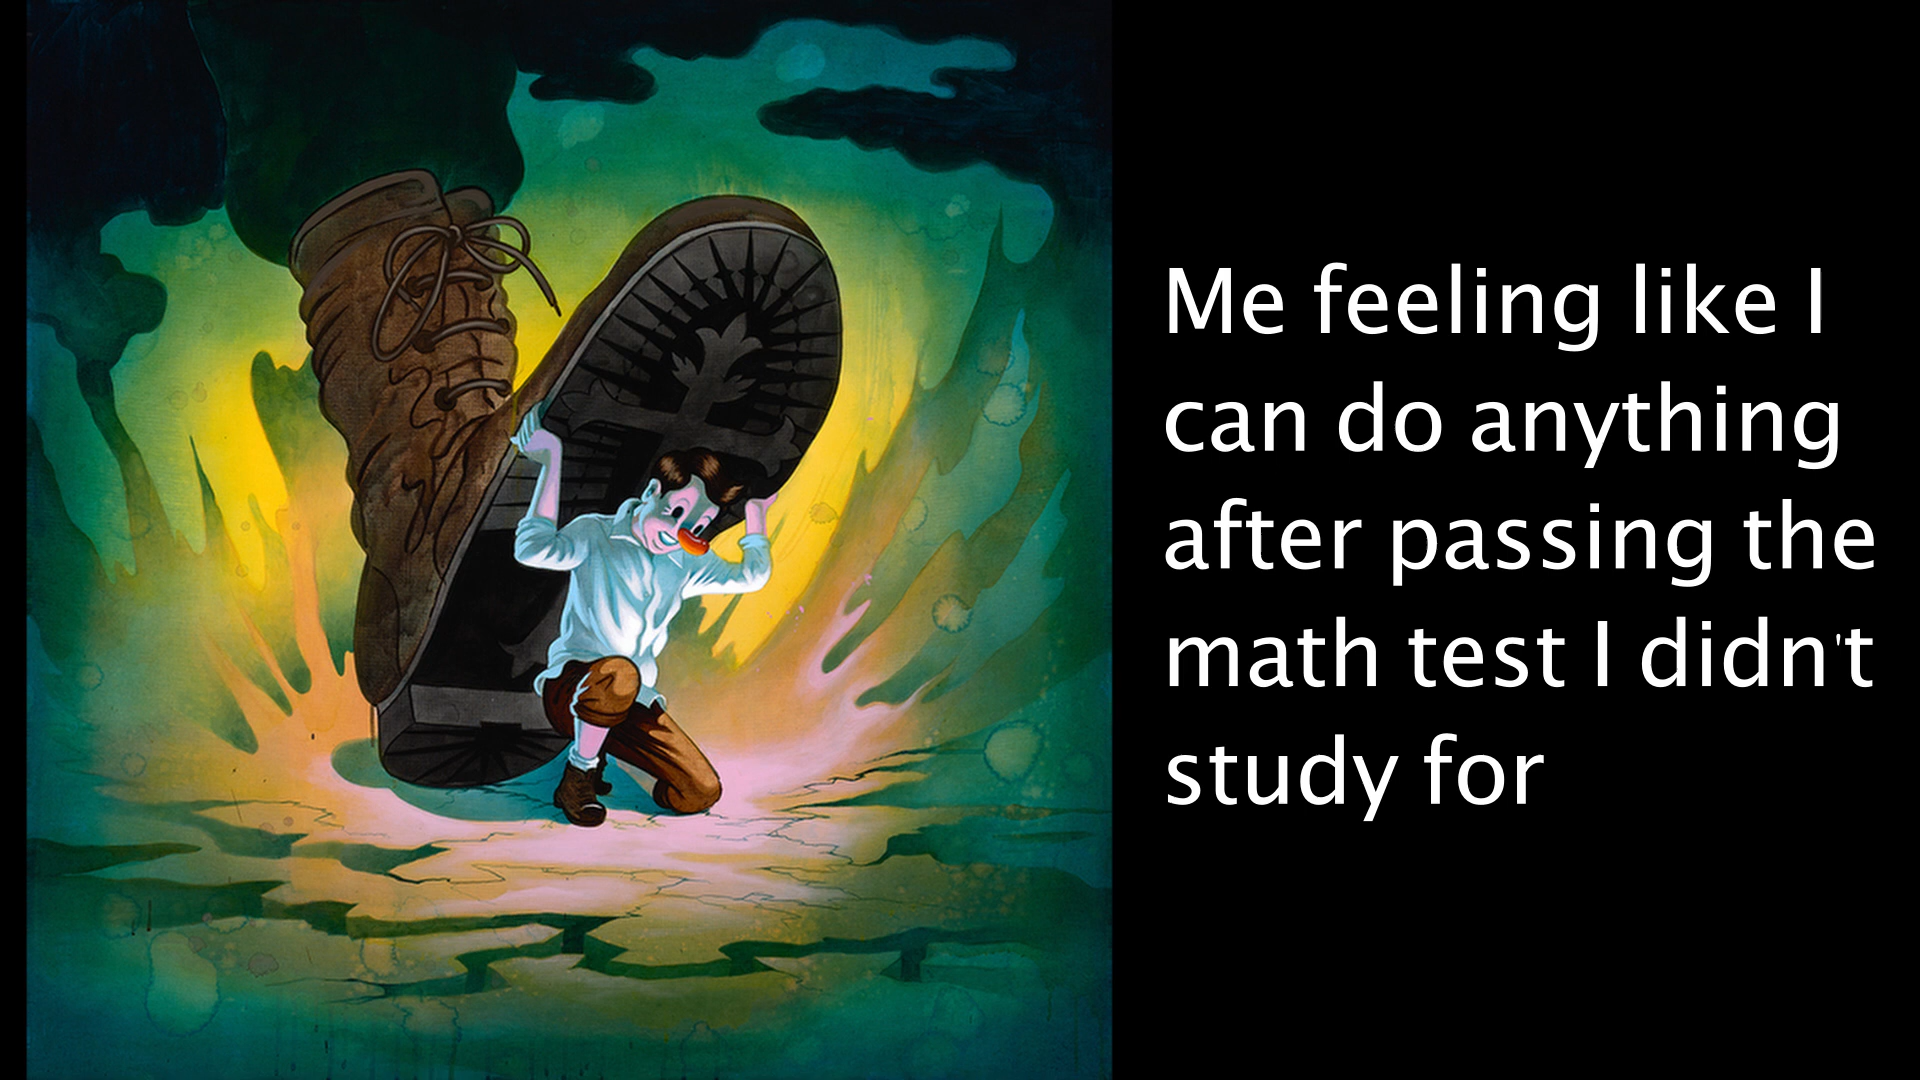 Me feeling like I
can do anything
after passing the
math test I didn't
study for